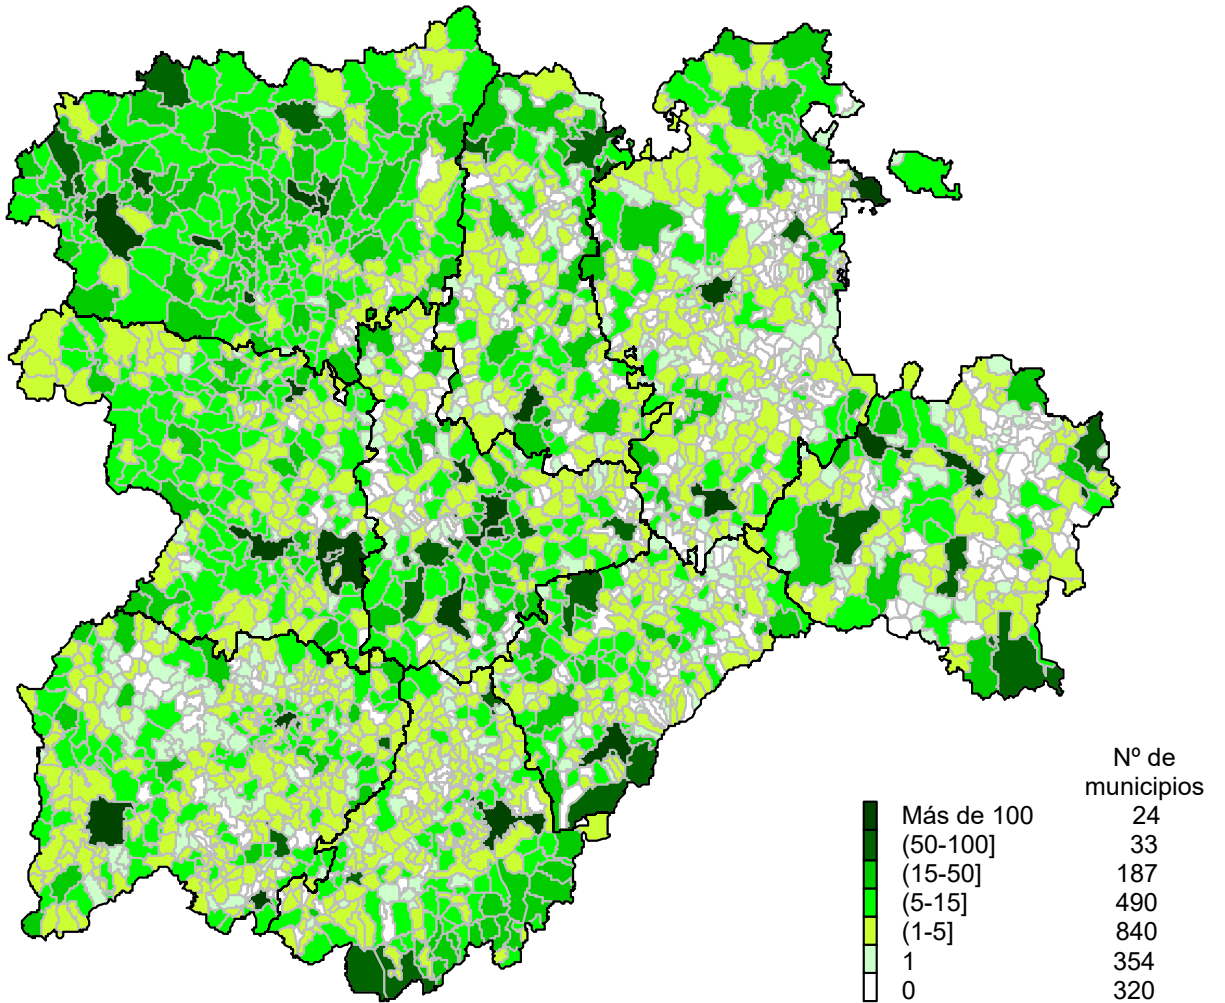 Nº de
municipios
Más de 100 24
(50-100] 33
(15-50] 187
(5-15] 490
(1-5] 840
1 354
0 320